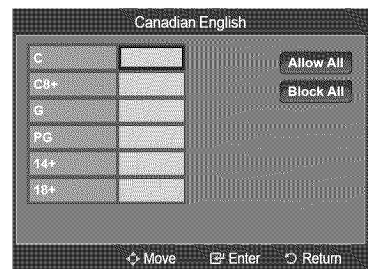 Canadian English
C
C8+
G
PG
14+
18+
Allow All
Block All
Move Enter Return